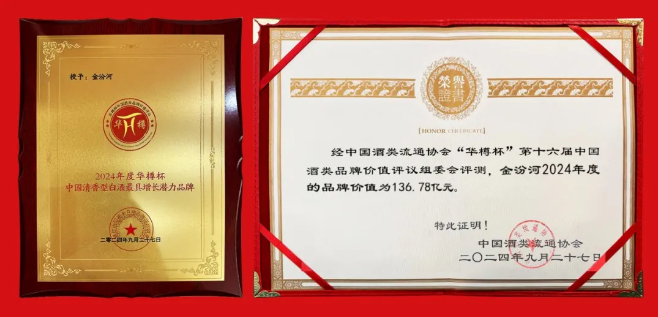 授予：金汾河
华樽
2024年度华樽杯
中国清香型白酒最具增长潜力品牌
二零二四年九月二十七日
荣誉
證書
HONOR CERTIFICATE
经中国酒类流通协会“华樽杯”第十六届中国
酒类品牌价值评议组委会评测，金汾河2024年度
的品牌价值为136.78亿元。
特此证明！
中国酒类流通协会
二〇二四年九月二十七日